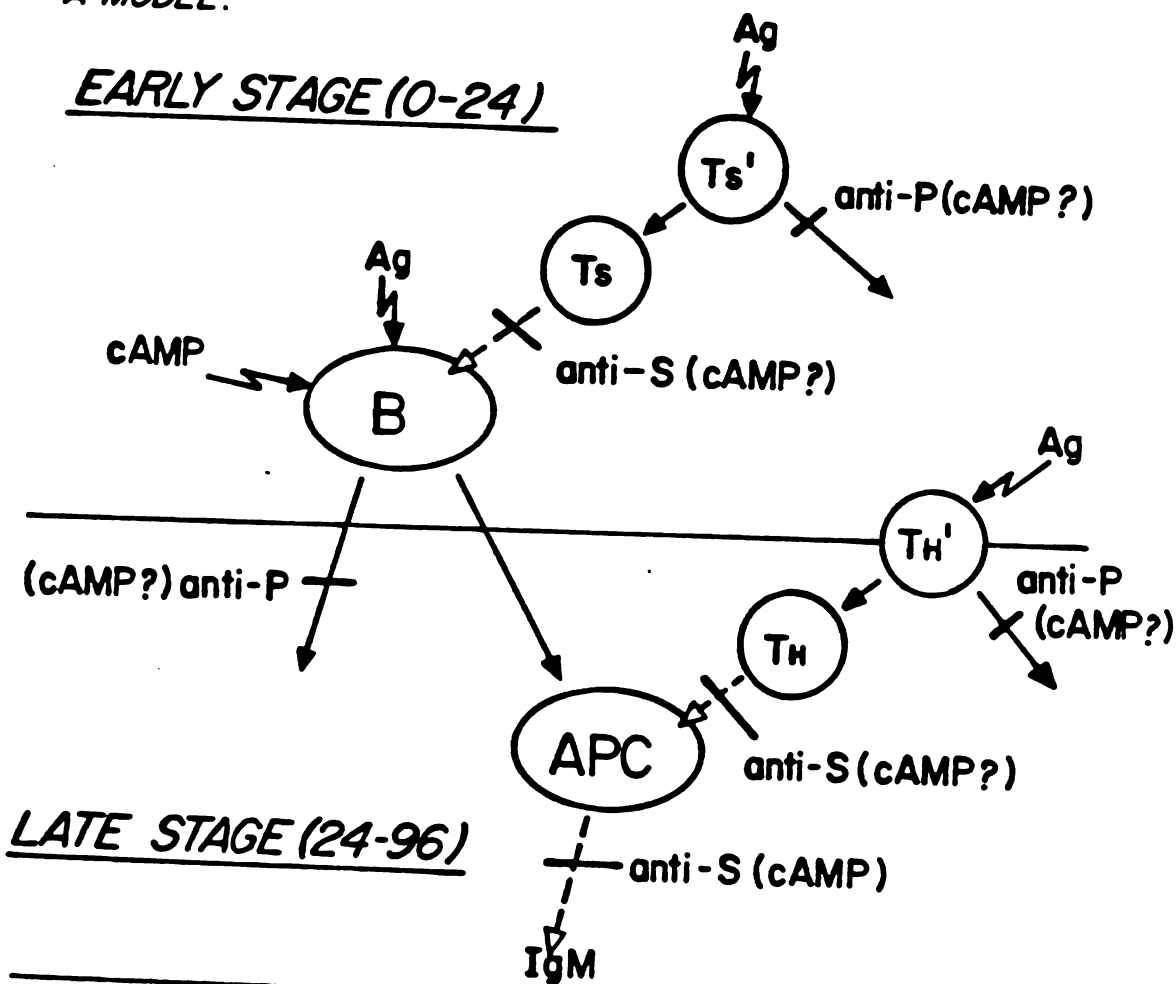 A MODEL.
EARLY STAGE (0-24)
Ag
Ts'
anti-P (cAMP?)
Ts
Ag
cAMP
anti-S (cAMP?)
B
Ag
TH'
(cAMP?) anti-P
anti-P
(cAMP?)
TH
APC
anti-S (cAMP?)
LATE STAGE (24-96)
anti-S (cAMP)
IgM